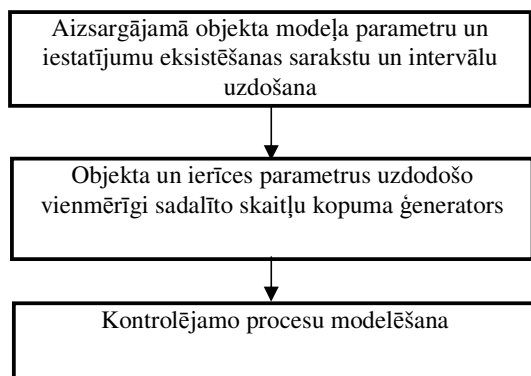 Aizsargājamā objekta modeļa parametru un
iestatījumu eksistēšanas sarakstu un intervālu
uzdošana
Objekta un ierīces parametrus uzdodošo
vienmērīgi sadalīto skaitļu kopuma ģenerators
Kontrolējamo procesu modelēšana